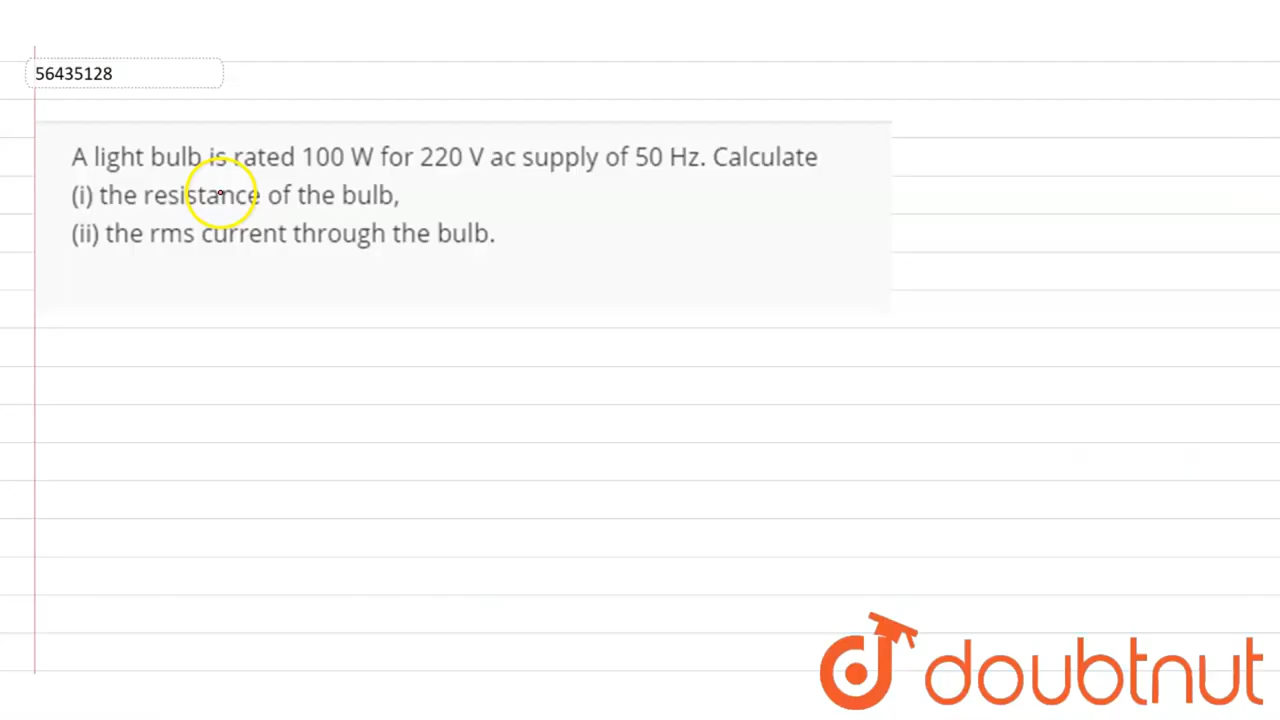 56435128
A light bulb is rated 100 W for 220 V ac supply of 50 Hz. Calculate
(i) the resistance of the bulb,
(ii) the rms current through the bulb.
doubtnut